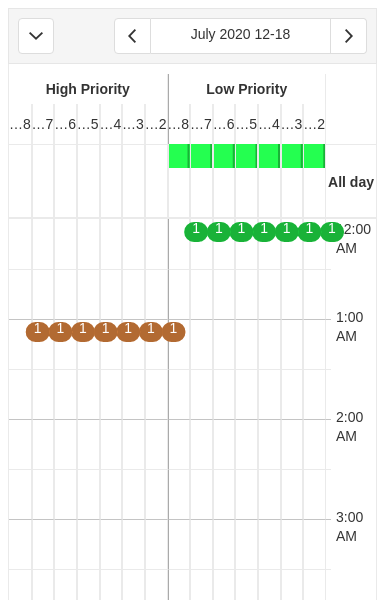 July 2020 12-18
High Priority Low Priority
...8 ...7 ...6 ...5 ...4 ...3 ...2 ...8 ...7 ...6 ...5 ...4 ...3 ...2
All day
1 1 1 1 1 1 1 2:00
AM
1:00
1 1 1 1 1 1 1 AM
2:00
AM
3:00
AM